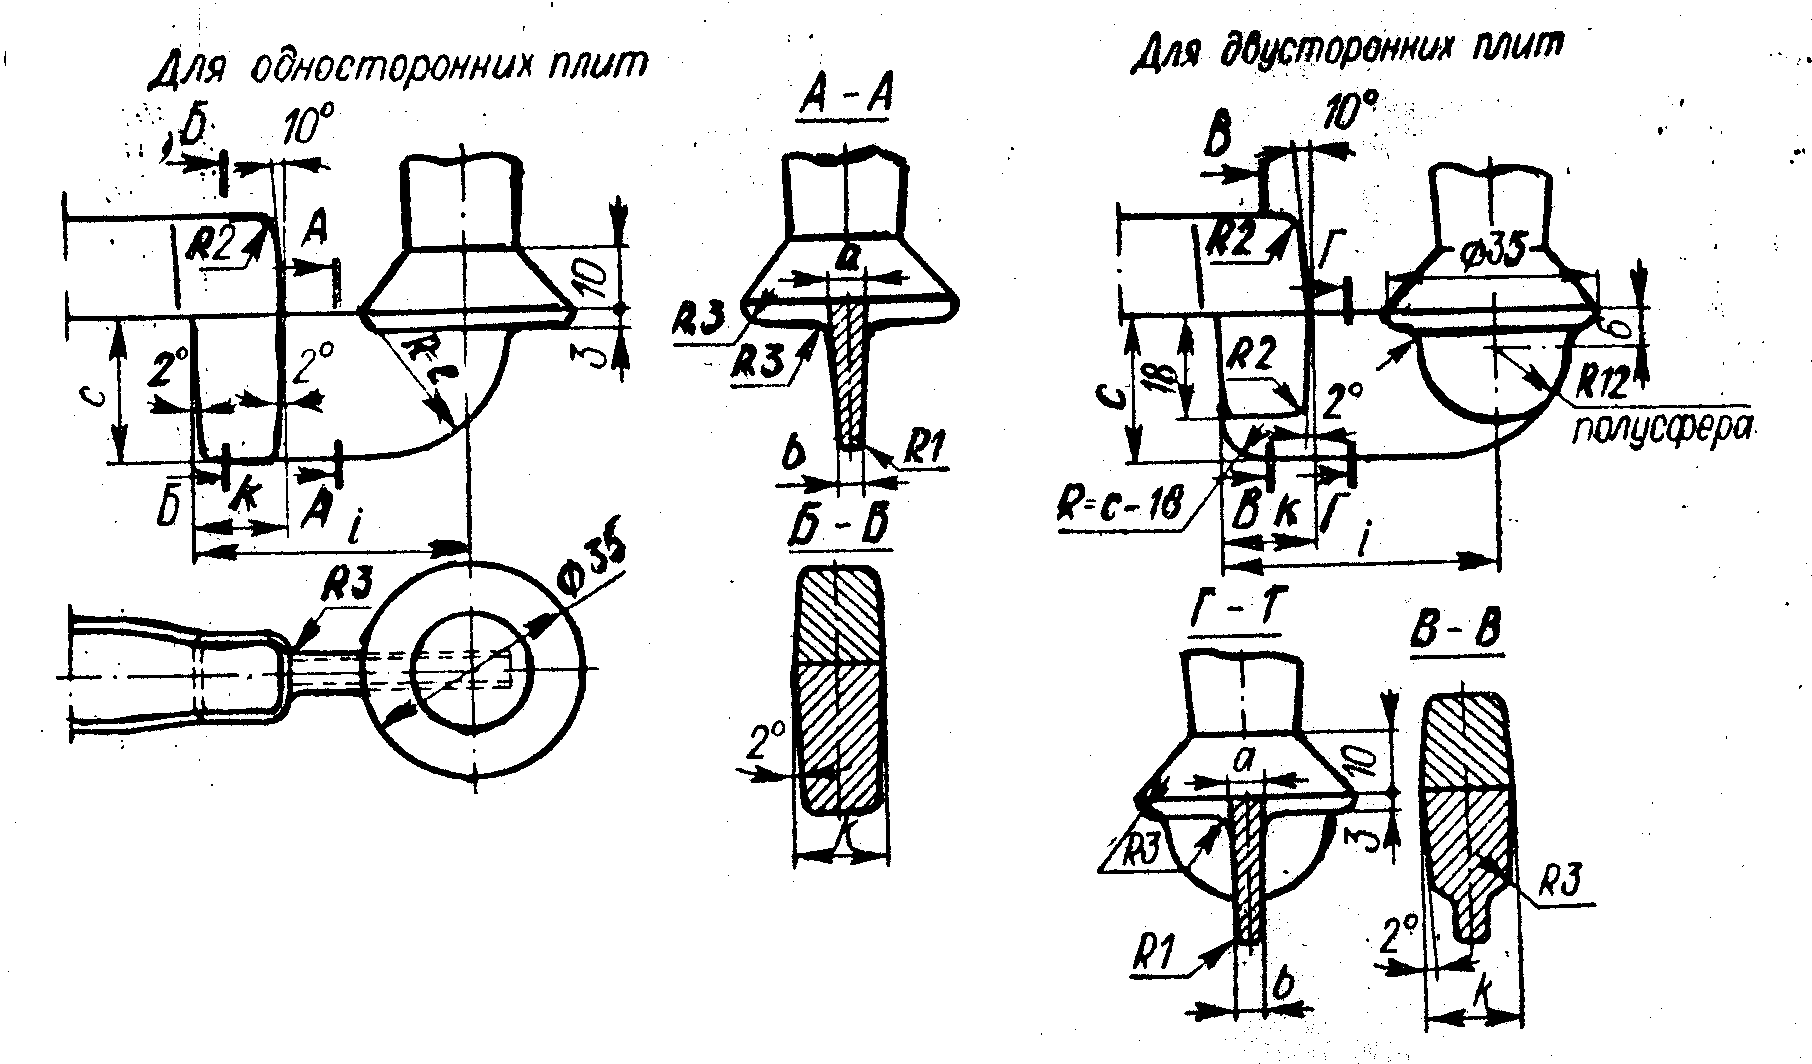 Для односторонних плит
Б
10°
R2
А
10
3
R2
2°
2°
с
Б
к
А
i
R3
Ф35
А - А
а
R3
R3
R1
b
Б - В
2°
к
Для двусторонних плит
В
10°
R2
Г
Ф35
6
R2
18
с
2°
R12
полусфера
R=с-18
В
к
Г
i
Г - Т
а
10
R3
3
R1
b
В - В
R3
2°
к